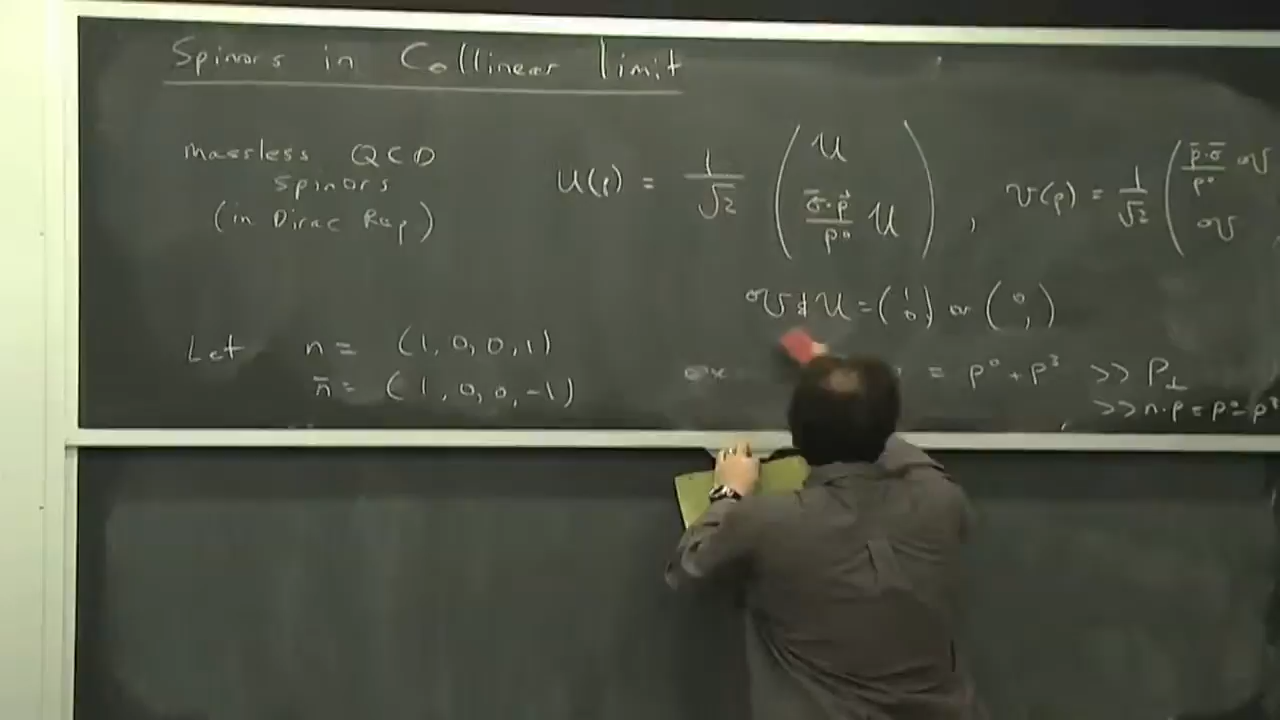 Spinors in Collinear limit
massless QCD
spinors
(in Dirac Rep)
u(p) = 1/√2 ( 𝒰 ; σ̄·p⃗/p⁰ 𝒰 ) , v(p) = 1/√2 ( p̄·σ̄/p⁰ 𝒱 ; 𝒱
𝒱 & 𝒰 = (1 ; 0) or (0 ; 1)
Let n = (1, 0, 0, 1)
n̄ = (1, 0, 0, -1)
= p⁰ + p³ >> p⊥
>> n·p = p⁰ - p³